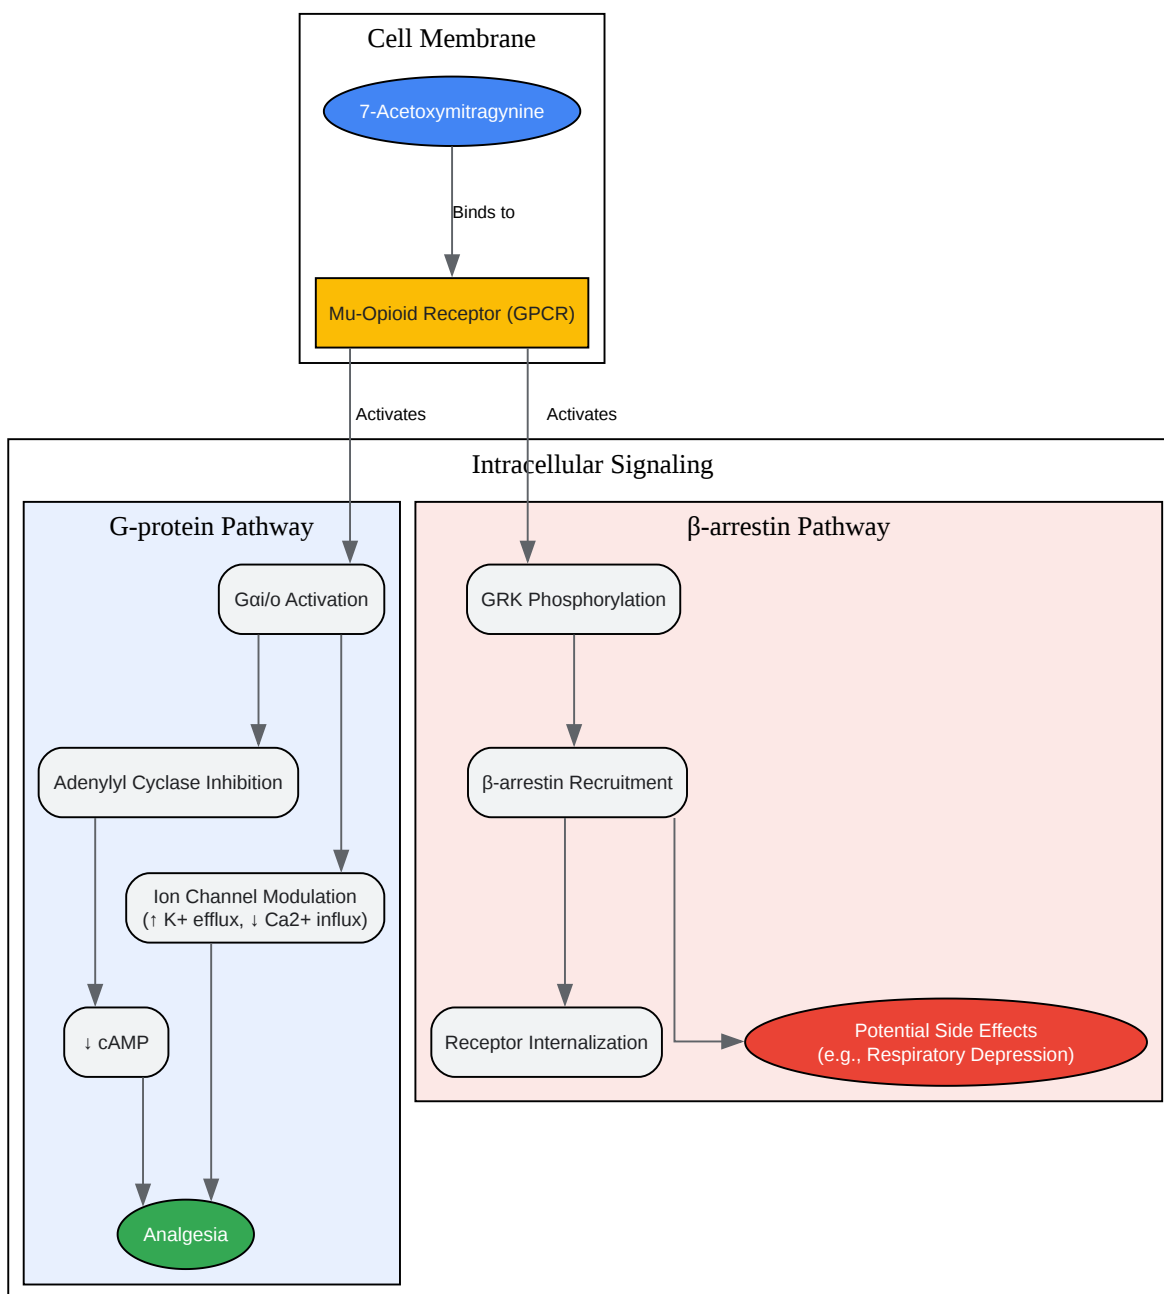 Cell Membrane
7-Acetoxymitragynine
Binds to
Mu-Opioid Receptor (GPCR)
Activates
Activates
Intracellular Signaling
G-protein Pathway
Gαi/o Activation
Adenylyl Cyclase Inhibition
Ion Channel Modulation
(↑ K+ efflux, ↓ Ca2+ influx)
↓ cAMP
Analgesia
β-arrestin Pathway
GRK Phosphorylation
β-arrestin Recruitment
Receptor Internalization
Potential Side Effects
(e.g., Respiratory Depression)